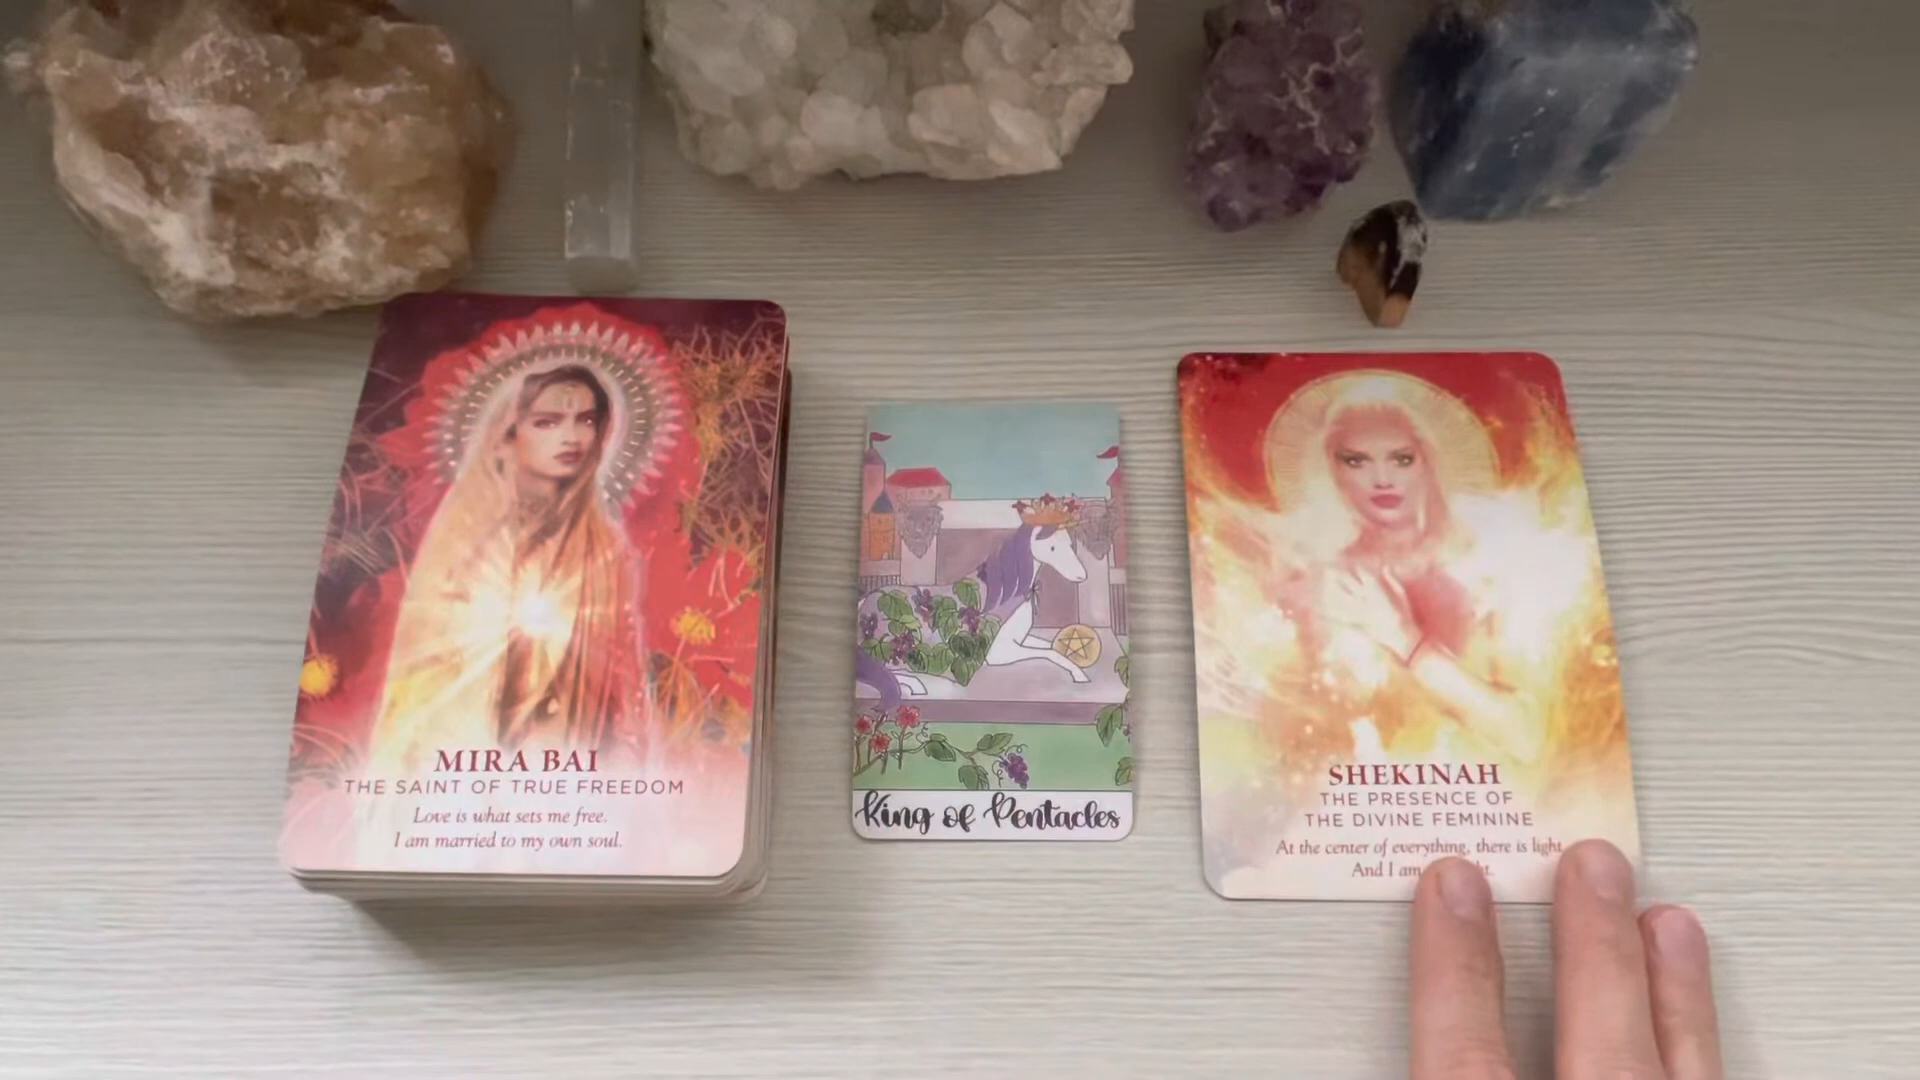 MIRA BAI
THE SAINT OF TRUE FREEDOM
Love is what sets me free.
I am married to my own soul.
King of Pentacles
SHEKINAH
THE PRESENCE OF
THE DIVINE FEMININE
At the center of everything, there is light.
And I am